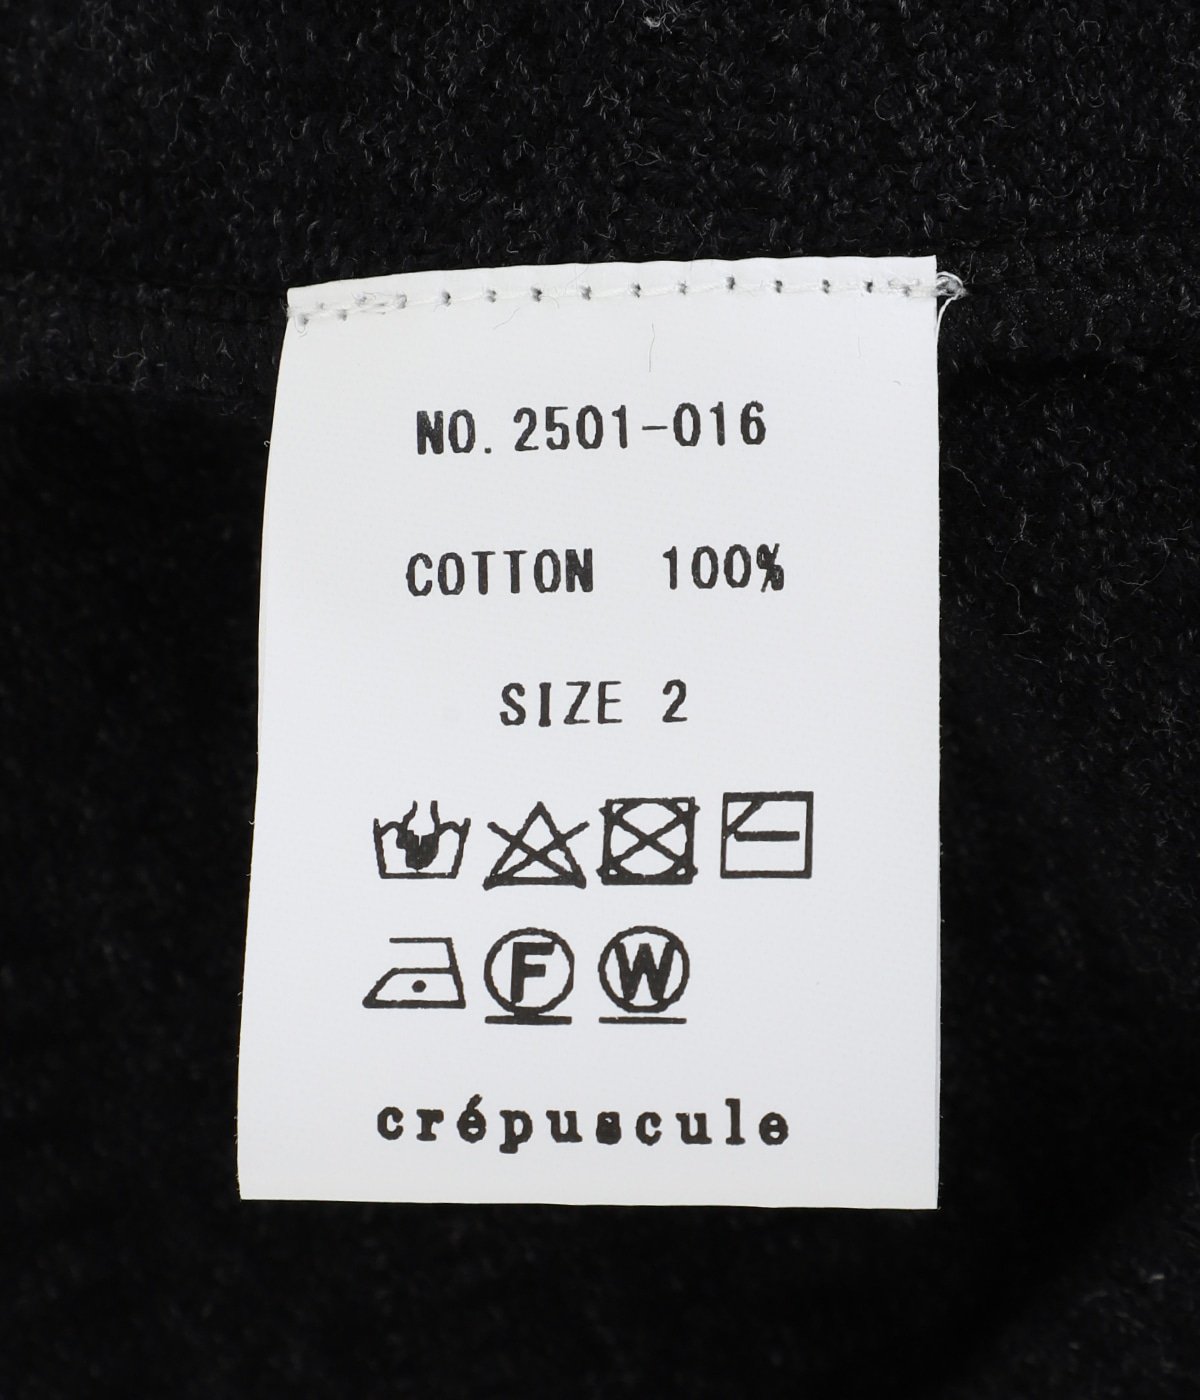 NO. 2501-016
COTTON 100%
SIZE 2
F W
crépuscule